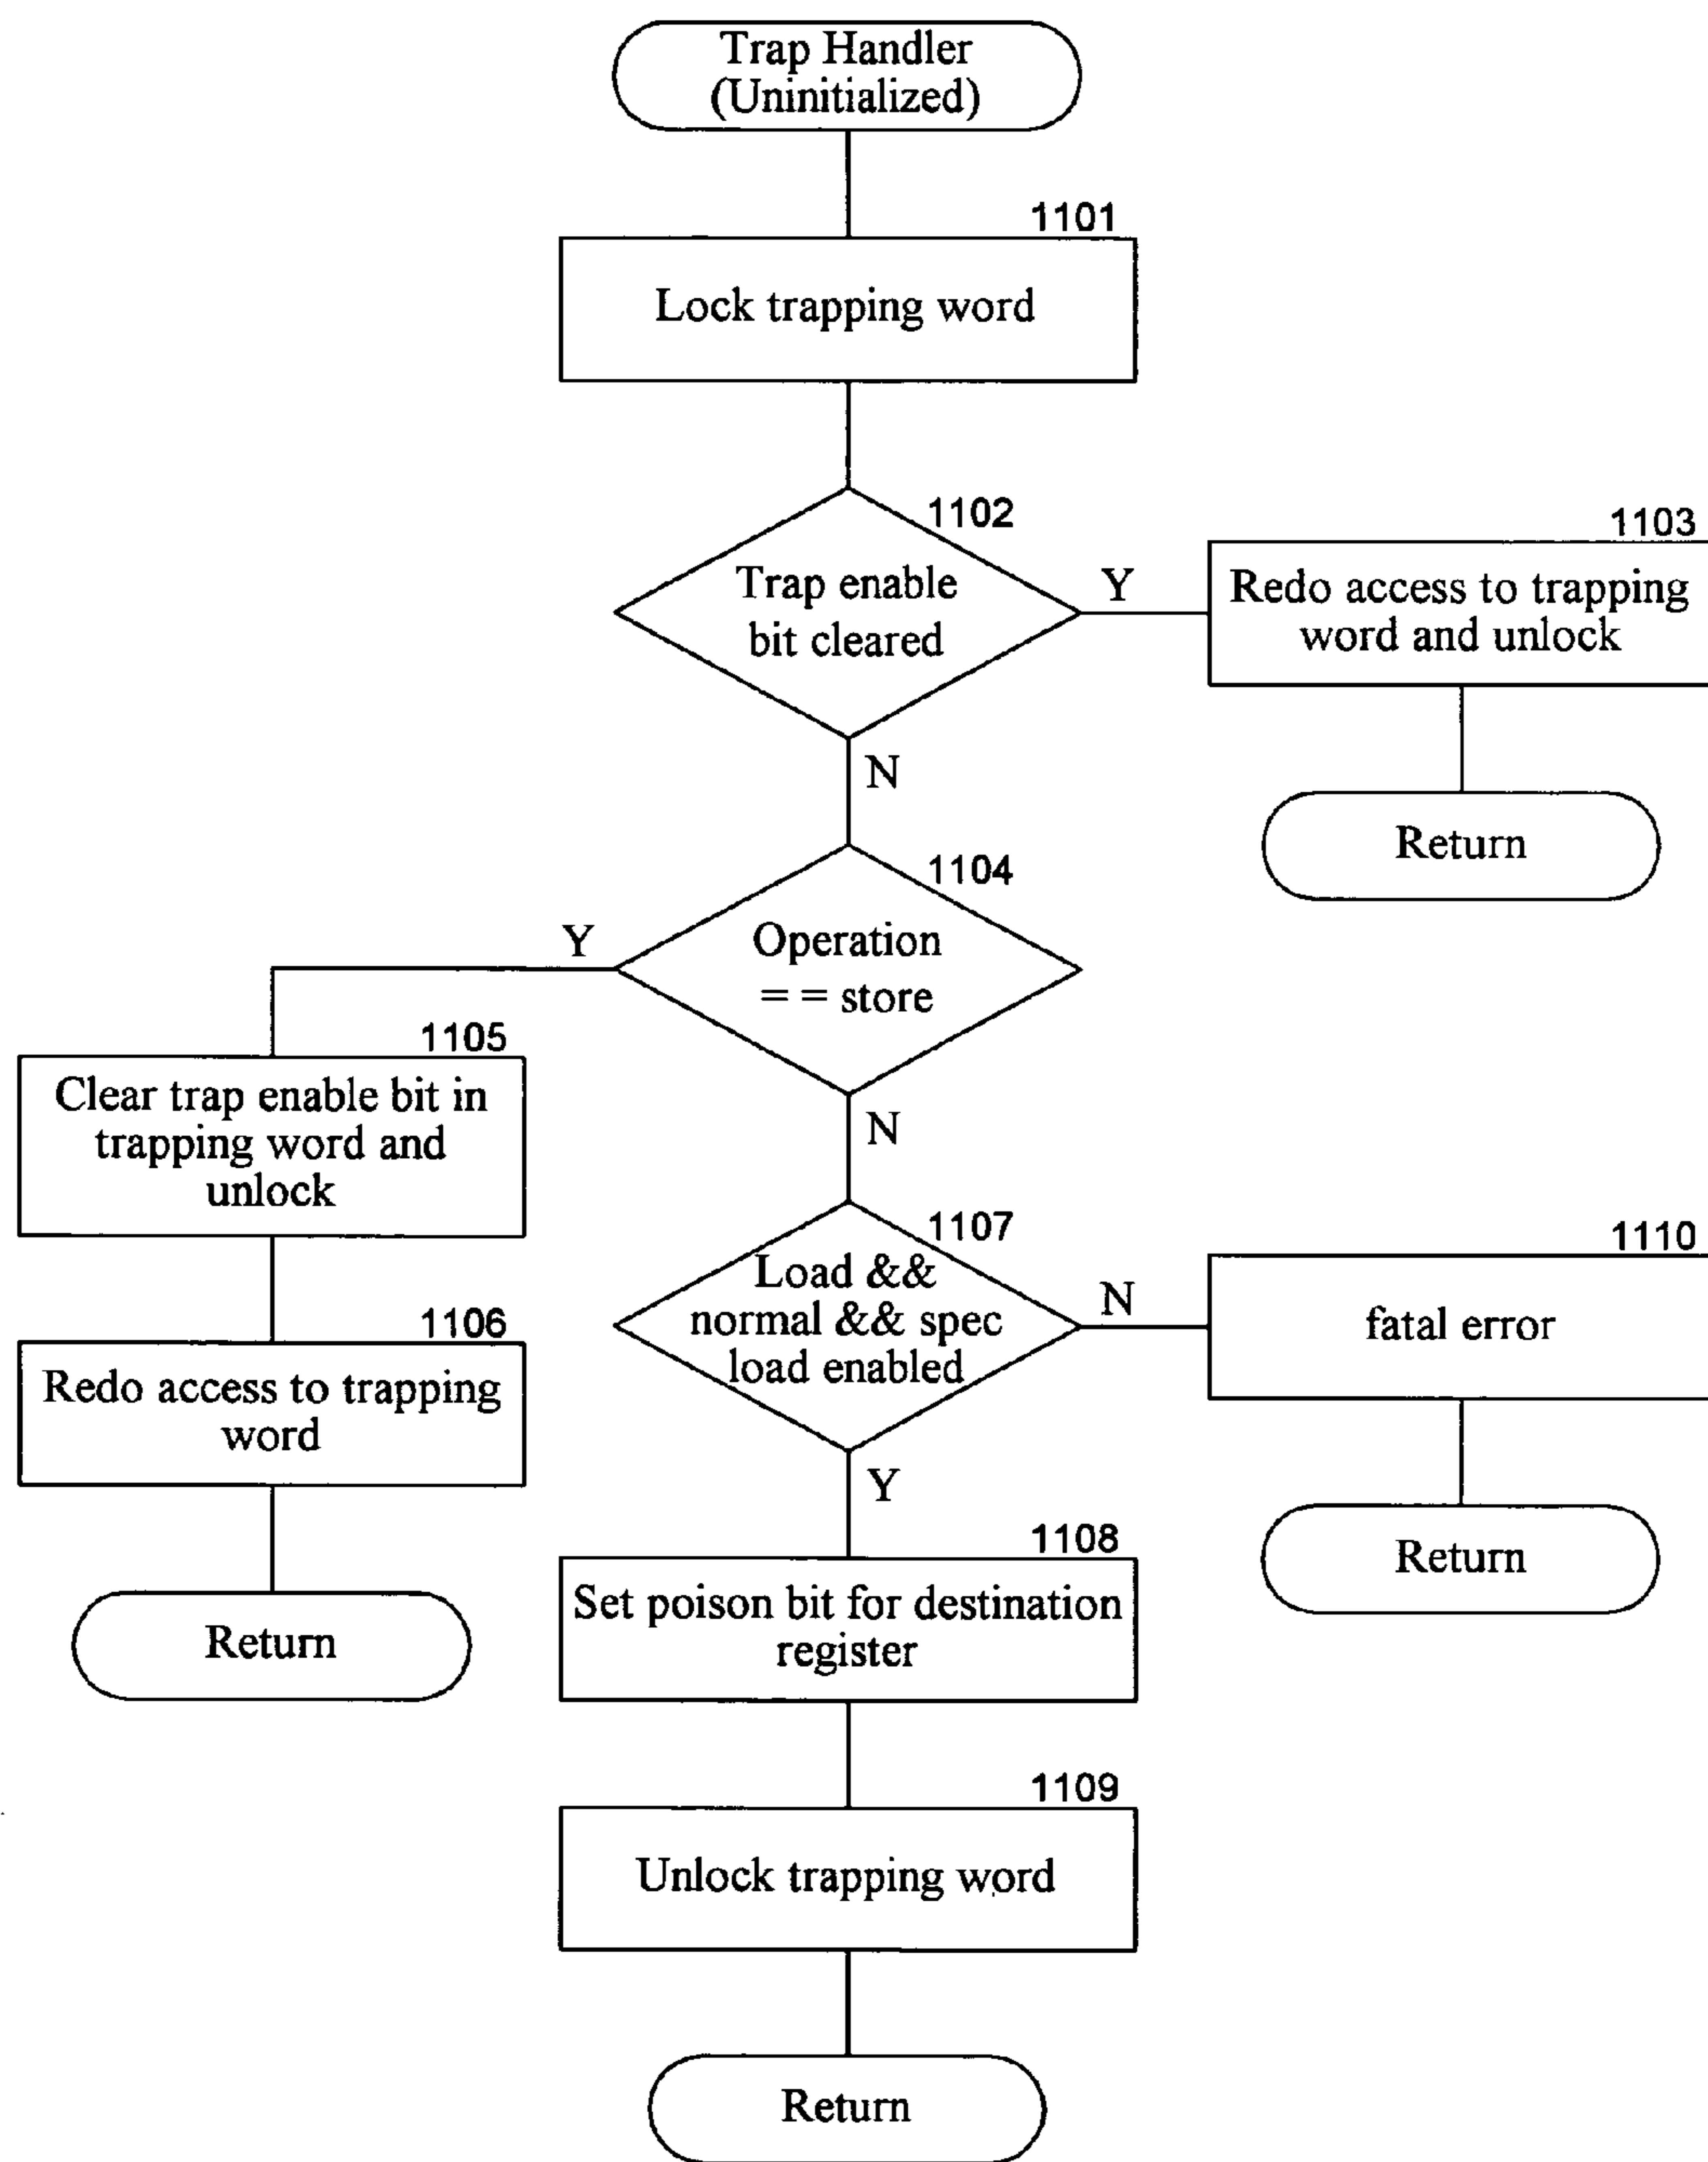 Trap Handler
(Uninitialized)
1101
Lock trapping word
1102
Trap enable
bit cleared
Y
N
1103
Redo access to trapping
word and unlock
Return
1104
Operation
= = store
Y
N
1105
Clear trap enable bit in
trapping word and
unlock
1106
Redo access to trapping
word
Return
1107
Load &&
normal && spec
load enabled
N
Y
1110
fatal error
Return
1108
Set poison bit for destination
register
1109
Unlock trapping word
Return